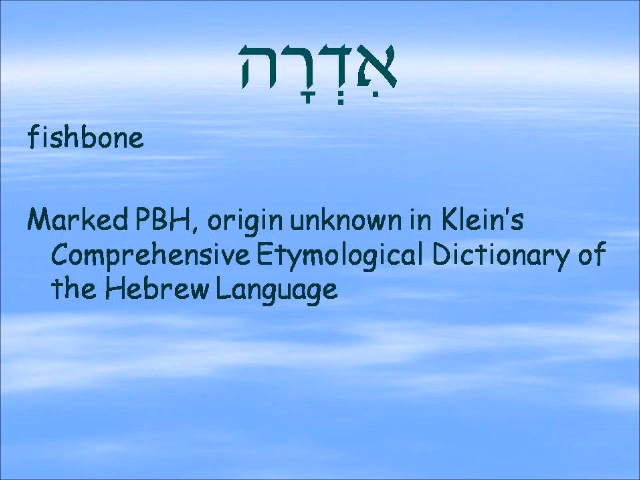 אִדְרָה
fishbone
Marked PBH, origin unknown in Klein's
Comprehensive Etymological Dictionary of
the Hebrew Language